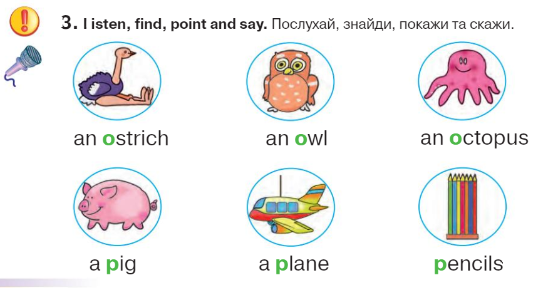 3. Listen, find, point and say. Послухай, знайди, покажи та скажи.
an ostrich
an owl
an octopus
a pig
a plane
pencils